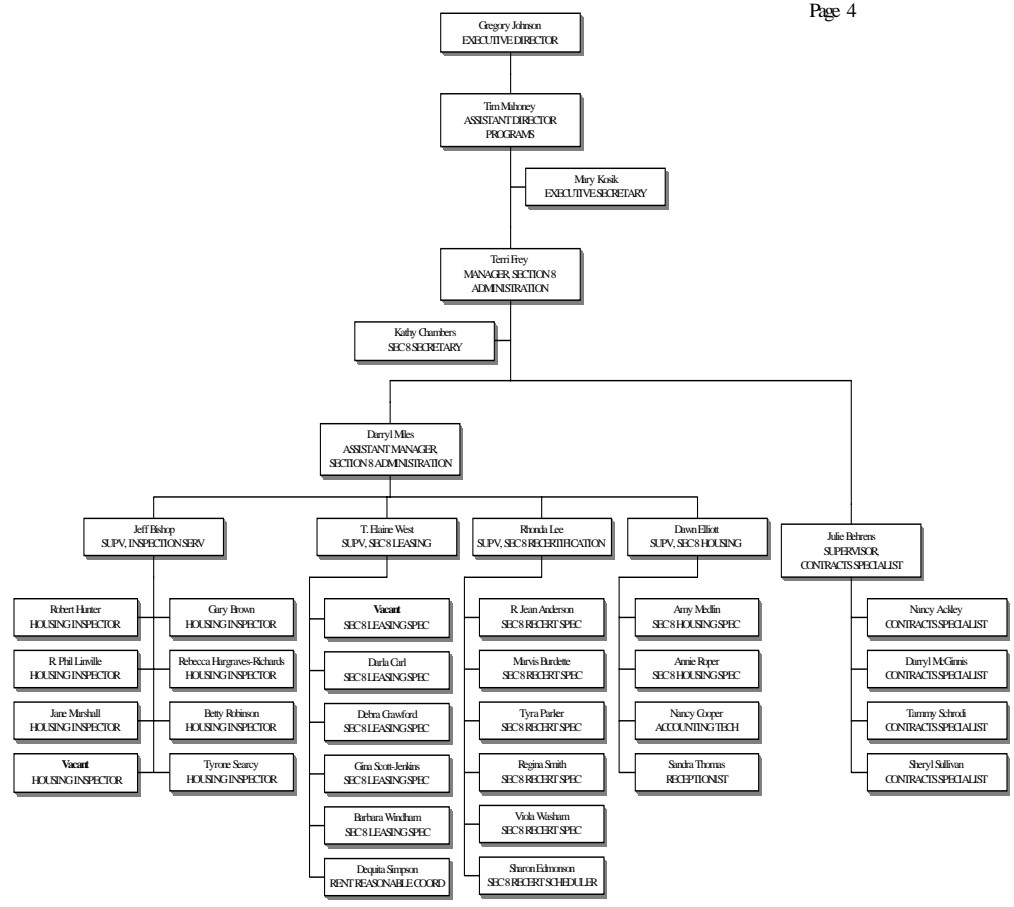 Page 4
Gregory Johnson
EXECUTIVE DIRECTOR
Tim Mahoney
ASSISTANT DIRECTOR
PROGRAMS
Mary Kosik
EXECUTIVE SECRETARY
Terri Frey
MANAGER, SECTION 8
ADMINISTRATION
Kathy Chambers
SEC 8 SECRETARY
Darryl Miles
ASSISTANT MANAGER,
SECTION 8 ADMINISTRATION
Jeff Bishop
SUPV, INSPECTION SERV
Robert Hunter
HOUSING INSPECTOR
Gary Brown
HOUSING INSPECTOR
R. Phil Linville
HOUSING INSPECTOR
Rebecca Hargraves-Richards
HOUSING INSPECTOR
Jane Marshall
HOUSING INSPECTOR
Betty Robinson
HOUSING INSPECTOR
Vacant
HOUSING INSPECTOR
Tyrone Searcy
HOUSING INSPECTOR
T. Elaine West
SUPV, SEC 8 LEASING
Vacant
SEC 8 LEASING SPEC
Darla Carl
SEC 8 LEASING SPEC
Debra Crawford
SEC 8 LEASING SPEC
Gina Scott-Jenkins
SEC 8 LEASING SPEC
Barbara Windham
SEC 8 LEASING SPEC
Dequita Simpson
RENT REASONABLE COORD
Rhonda Lee
SUPV, SEC 8 RECERTIFICATION
R. Jean Anderson
SEC 8 RECERT SPEC
Marvis Burdette
SEC 8 RECERT SPEC
Tyra Parker
SEC 8 RECERT SPEC
Regina Smith
SEC 8 RECERT SPEC
Viola Washam
SEC 8 RECERT SPEC
Sharon Edmonson
SEC 8 RECERT SCHEDULER
Dawn Elliott
SUPV, SEC 8 HOUSING
Amy Medlin
SEC 8 HOUSING SPEC
Annie Roper
SEC 8 HOUSING SPEC
Nancy Cooper
ACCOUNTING TECH
Sandra Thomas
RECEPTIONIST
Julie Behrens
SUPERVISOR,
CONTRACTS SPECIALIST
Nancy Ackley
CONTRACTS SPECIALIST
Darryl McGinnis
CONTRACTS SPECIALIST
Tammy Schrodi
CONTRACTS SPECIALIST
Sheryl Sullivan
CONTRACTS SPECIALIST